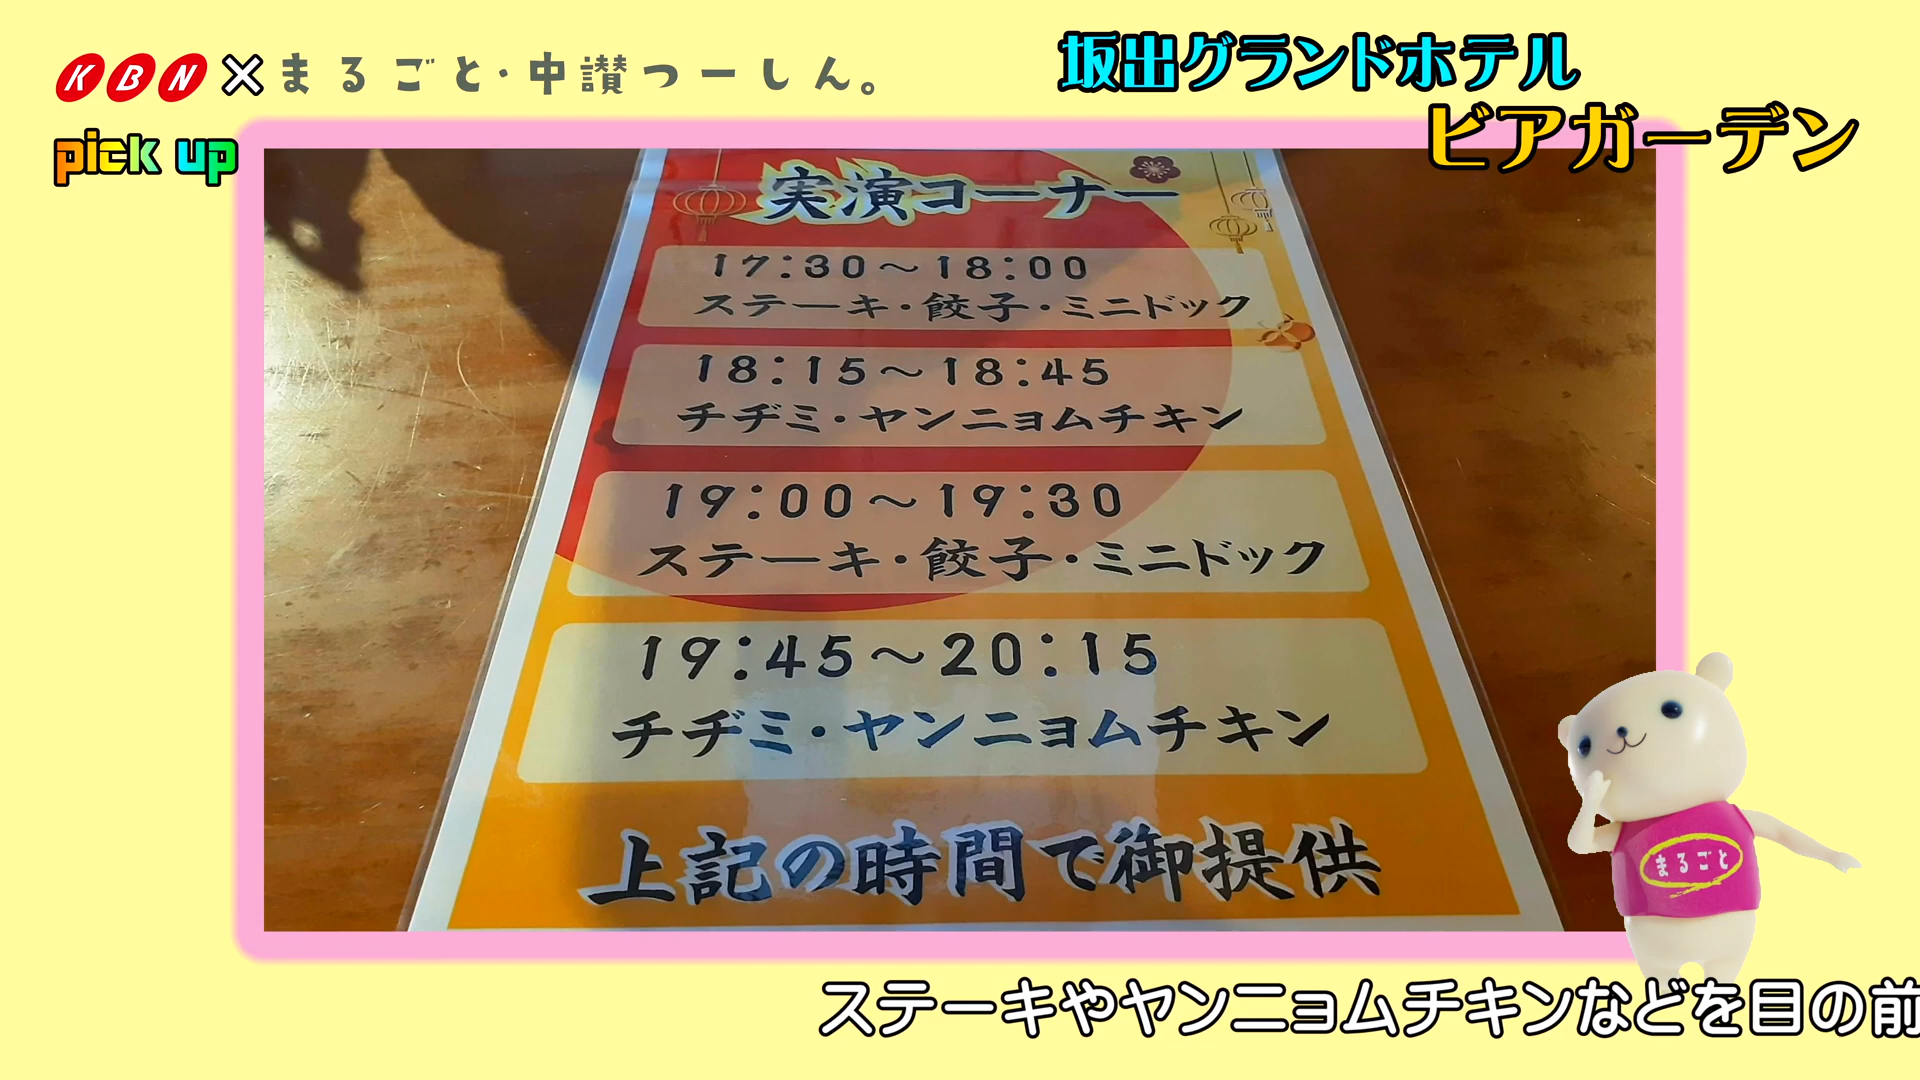 KBN×まるごと・中讃つーしん。
坂出グランドホテル
ビアガーデン
pick up
実演コーナー
17:30～18:00
ステーキ・餃子・ミニドック
18:15～18:45
チヂミ・ヤンニョムチキン
19:00～19:30
ステーキ・餃子・ミニドック
19:45～20:15
チヂミ・ヤンニョムチキン
上記の時間で御提供
まるごと
ステーキやヤンニョムチキンなどを目の前